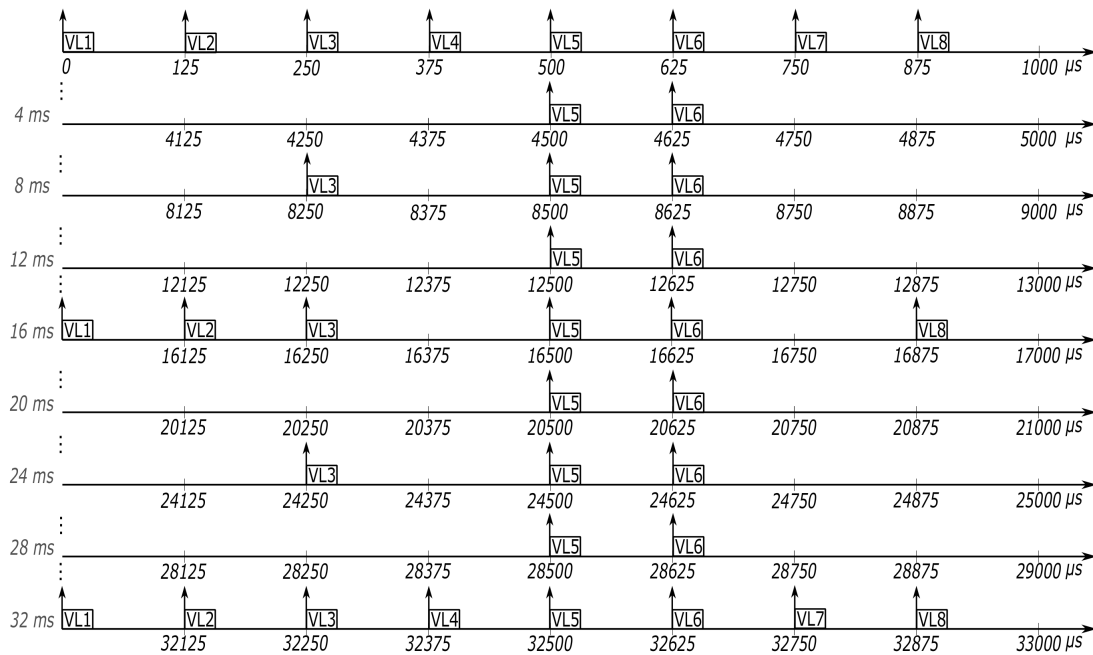 VL1 VL2 VL3 VL4 VL5 VL6 VL7 VL8
0 125 250 375 500 625 750 875 1000 μs
4 ms VL5 VL6
4125 4250 4375 4500 4625 4750 4875 5000 μs
8 ms VL3 VL5 VL6
8125 8250 8375 8500 8625 8750 8875 9000 μs
12 ms VL5 VL6
12125 12250 12375 12500 12625 12750 12875 13000 μs
16 ms VL1 VL2 VL3 VL5 VL6 VL8
16125 16250 16375 16500 16625 16750 16875 17000 μs
20 ms VL5 VL6
20125 20250 20375 20500 20625 20750 20875 21000 μs
24 ms VL3 VL5 VL6
24125 24250 24375 24500 24625 24750 24875 25000 μs
28 ms VL5 VL6
28125 28250 28375 28500 28625 28750 28875 29000 μs
32 ms VL1 VL2 VL3 VL4 VL5 VL6 VL7 VL8
32125 32250 32375 32500 32625 32750 32875 33000 μs